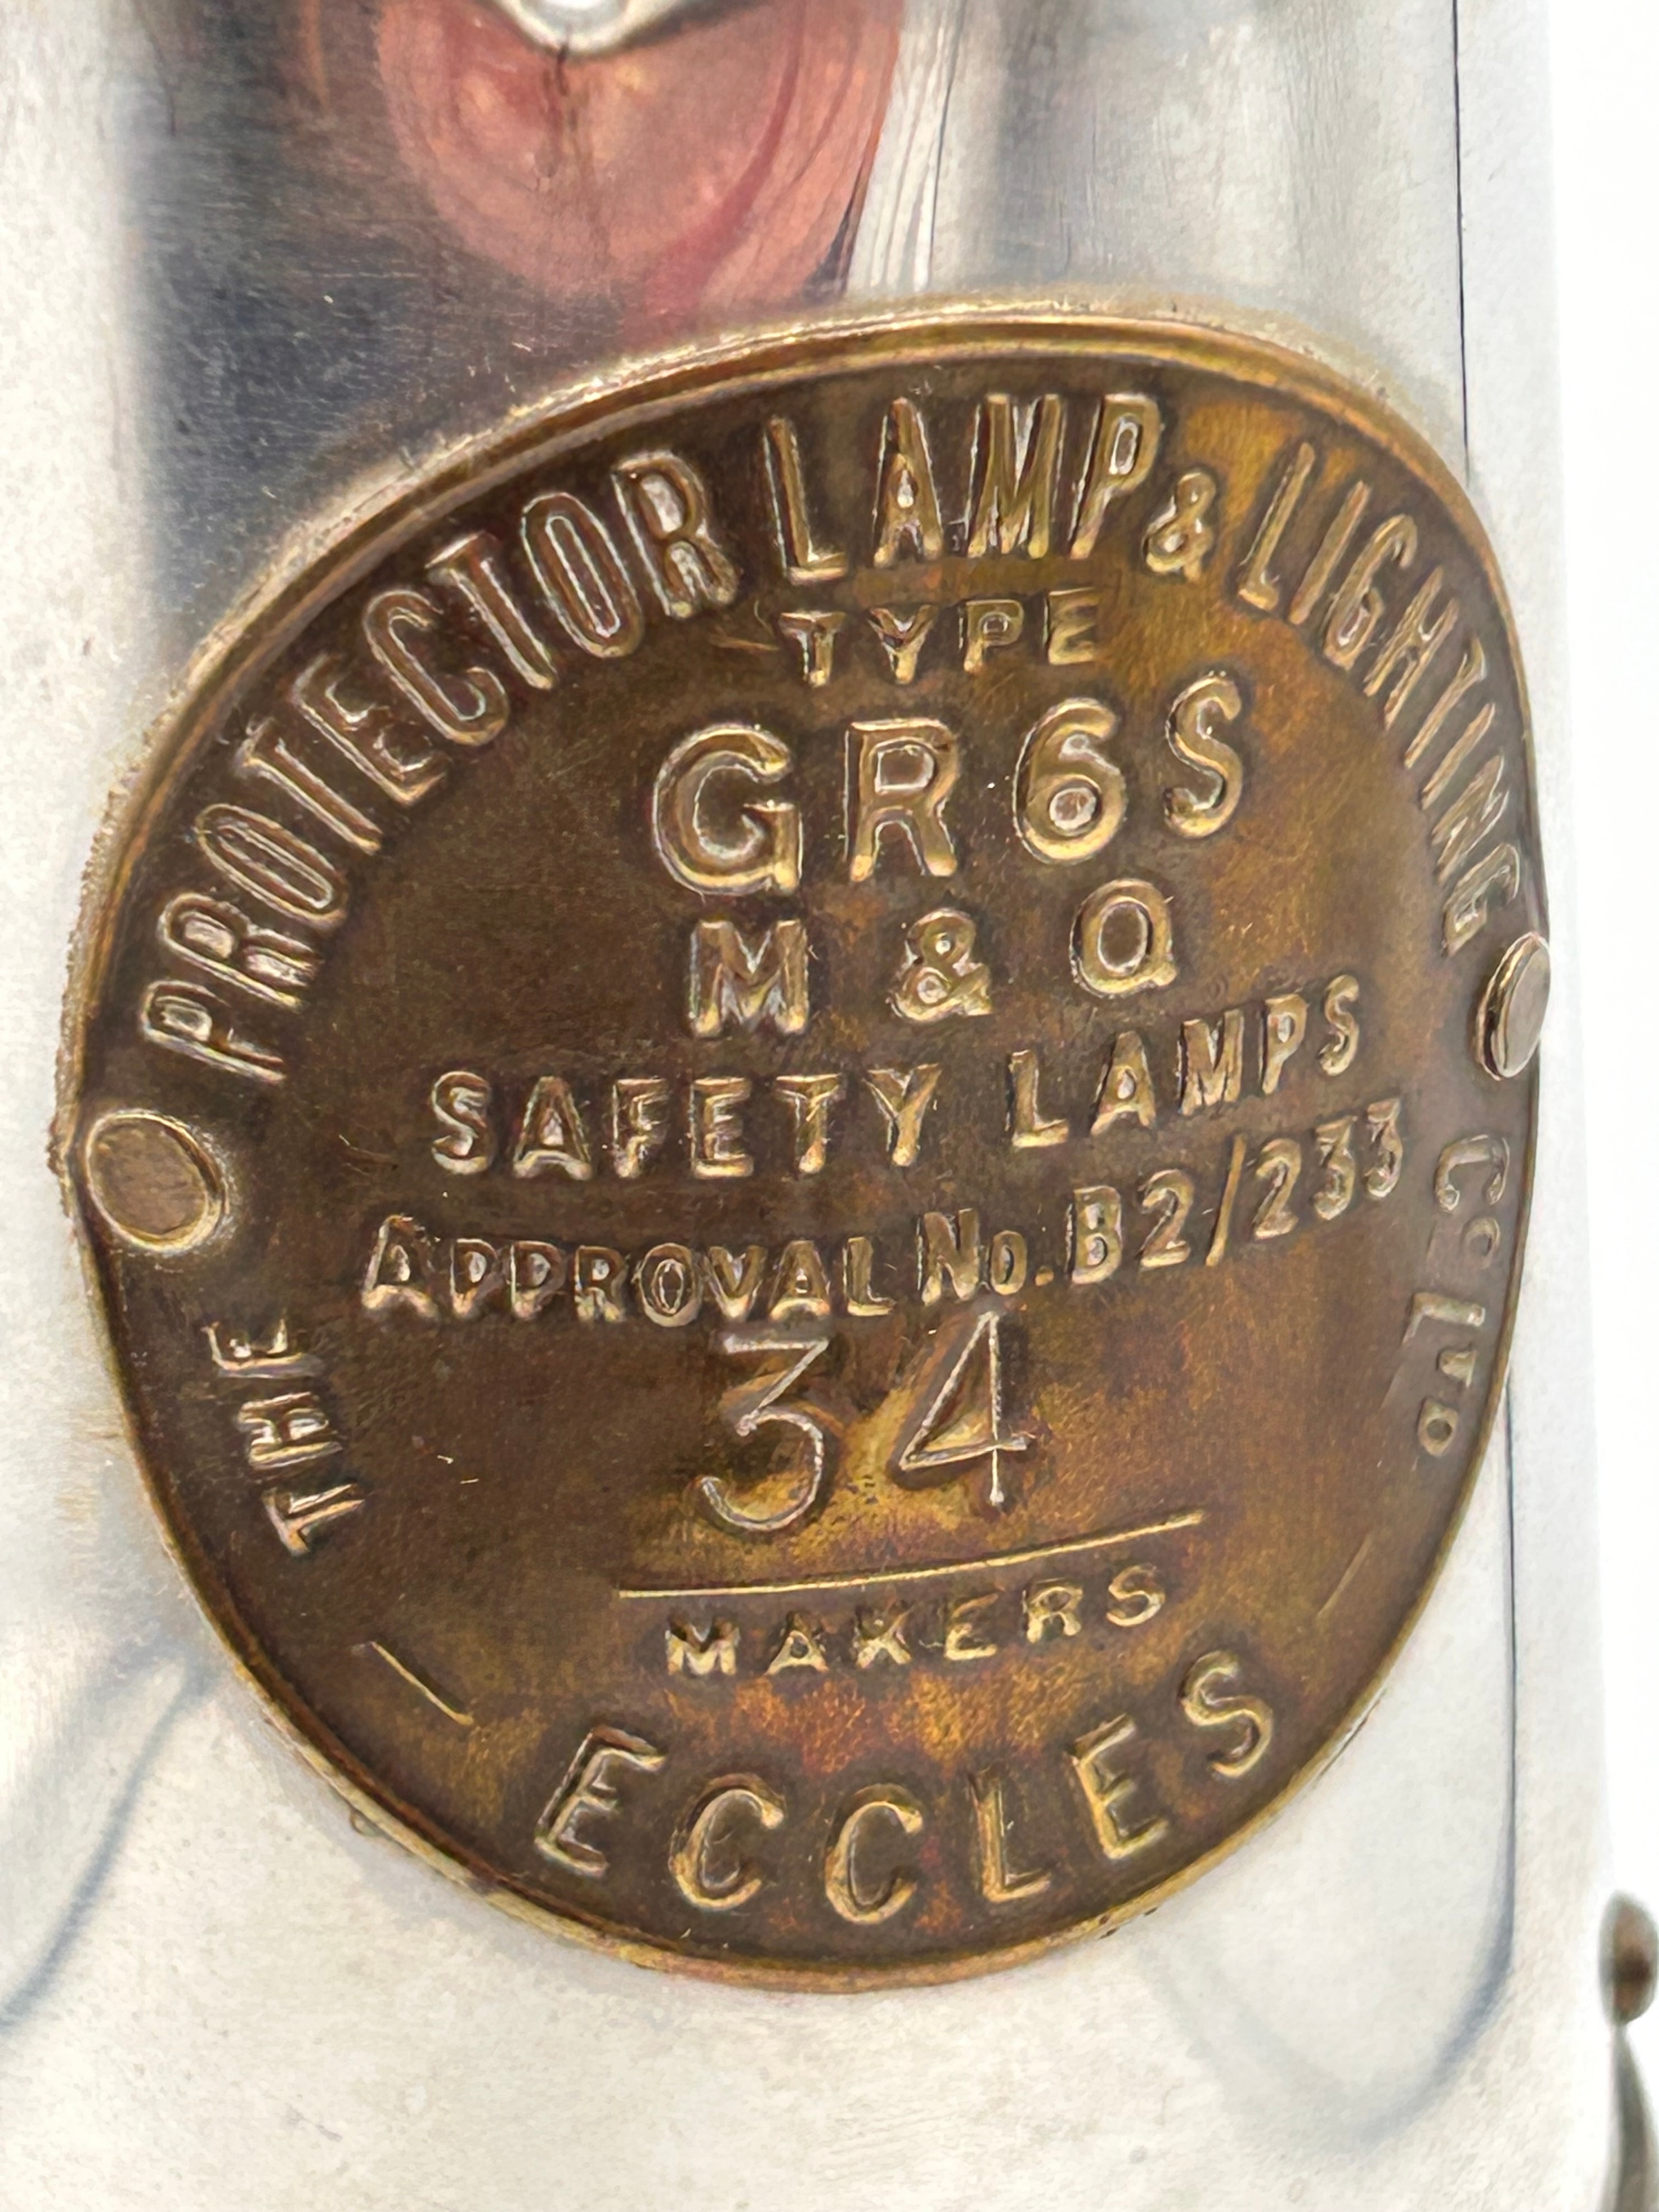 THE PROTECTOR LAMP & LIGHTING Co LTD
TYPE
GR6S
M & Q
SAFETY LAMPS
APPROVAL No. B2/233
34
MAKERS
ECCLES